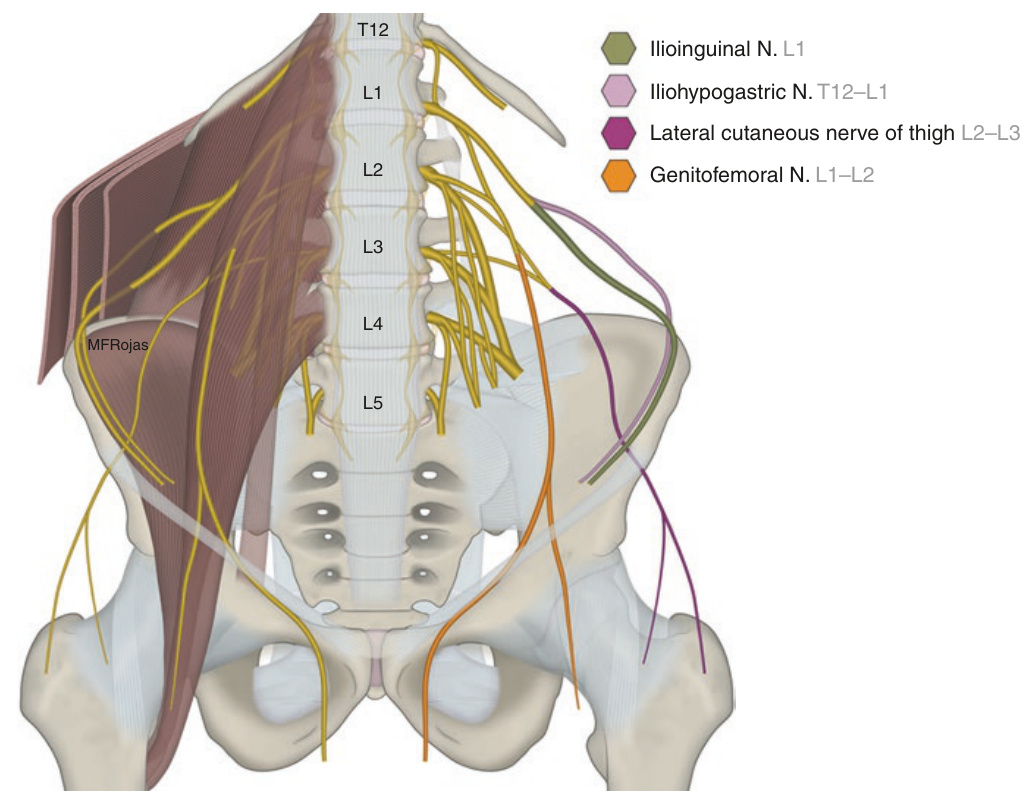 T12
L1
L2
L3
L4
L5
MFRojas
Ilioinguinal N. L1
Iliohypogastric N. T12–L1
Lateral cutaneous nerve of thigh L2–L3
Genitofemoral N. L1–L2